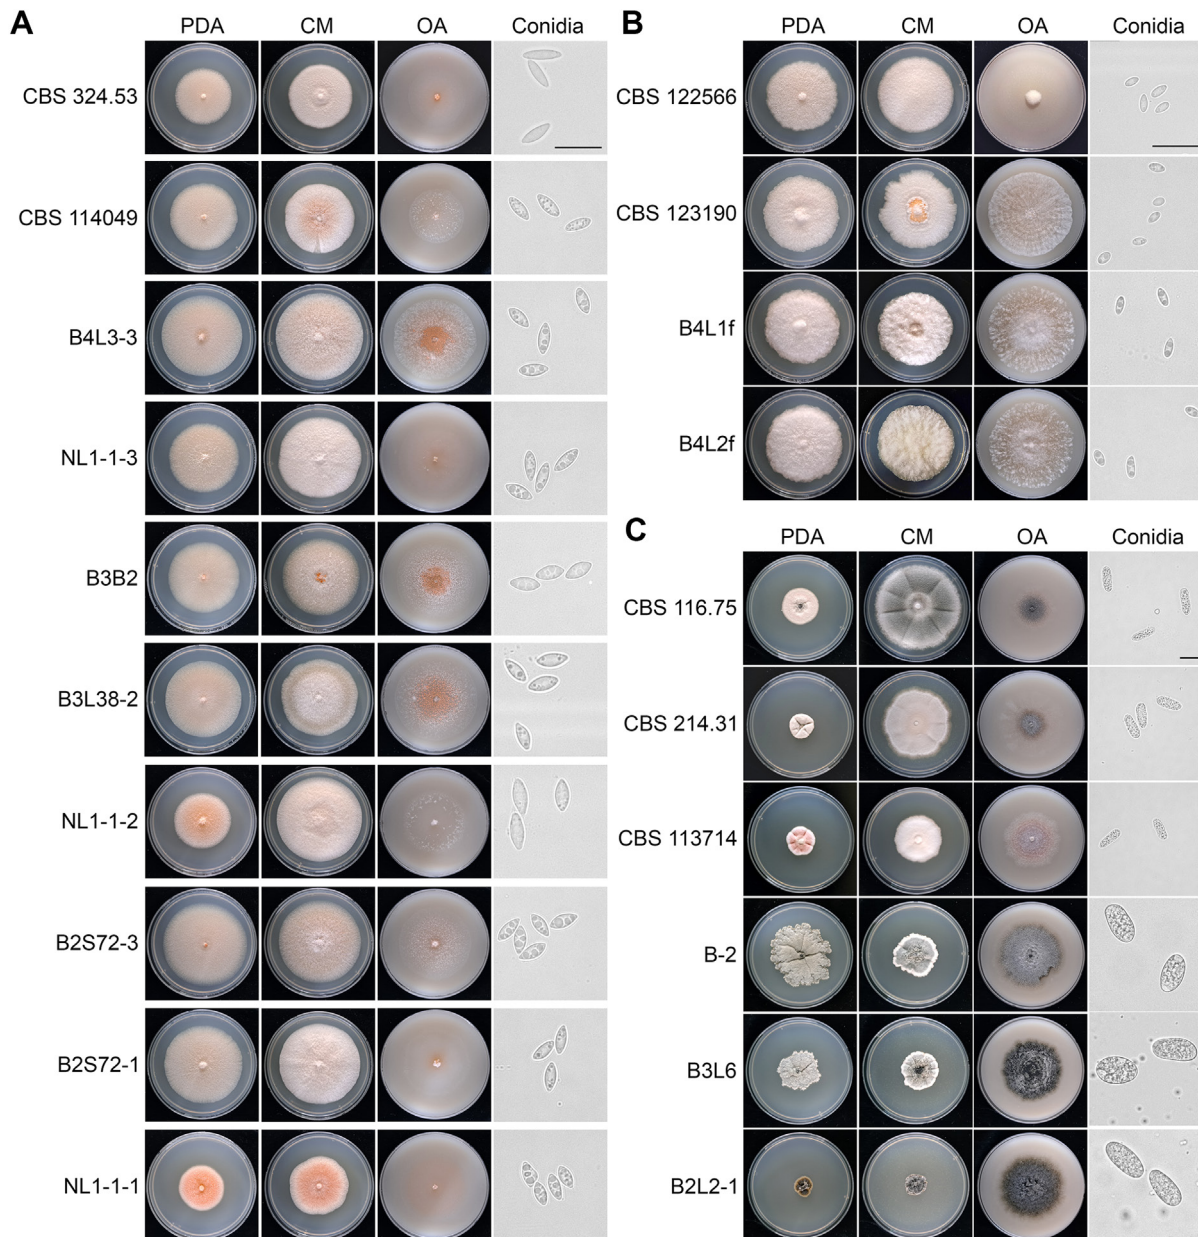 A
PDA CM OA Conidia
CBS 324.53
CBS 114049
B4L3-3
NL1-1-3
B3B2
B3L38-2
NL1-1-2
B2S72-3
B2S72-1
NL1-1-1
B
PDA CM OA Conidia
CBS 122566
CBS 123190
B4L1f
B4L2f
C
PDA CM OA Conidia
CBS 116.75
CBS 214.31
CBS 113714
B-2
B3L6
B2L2-1